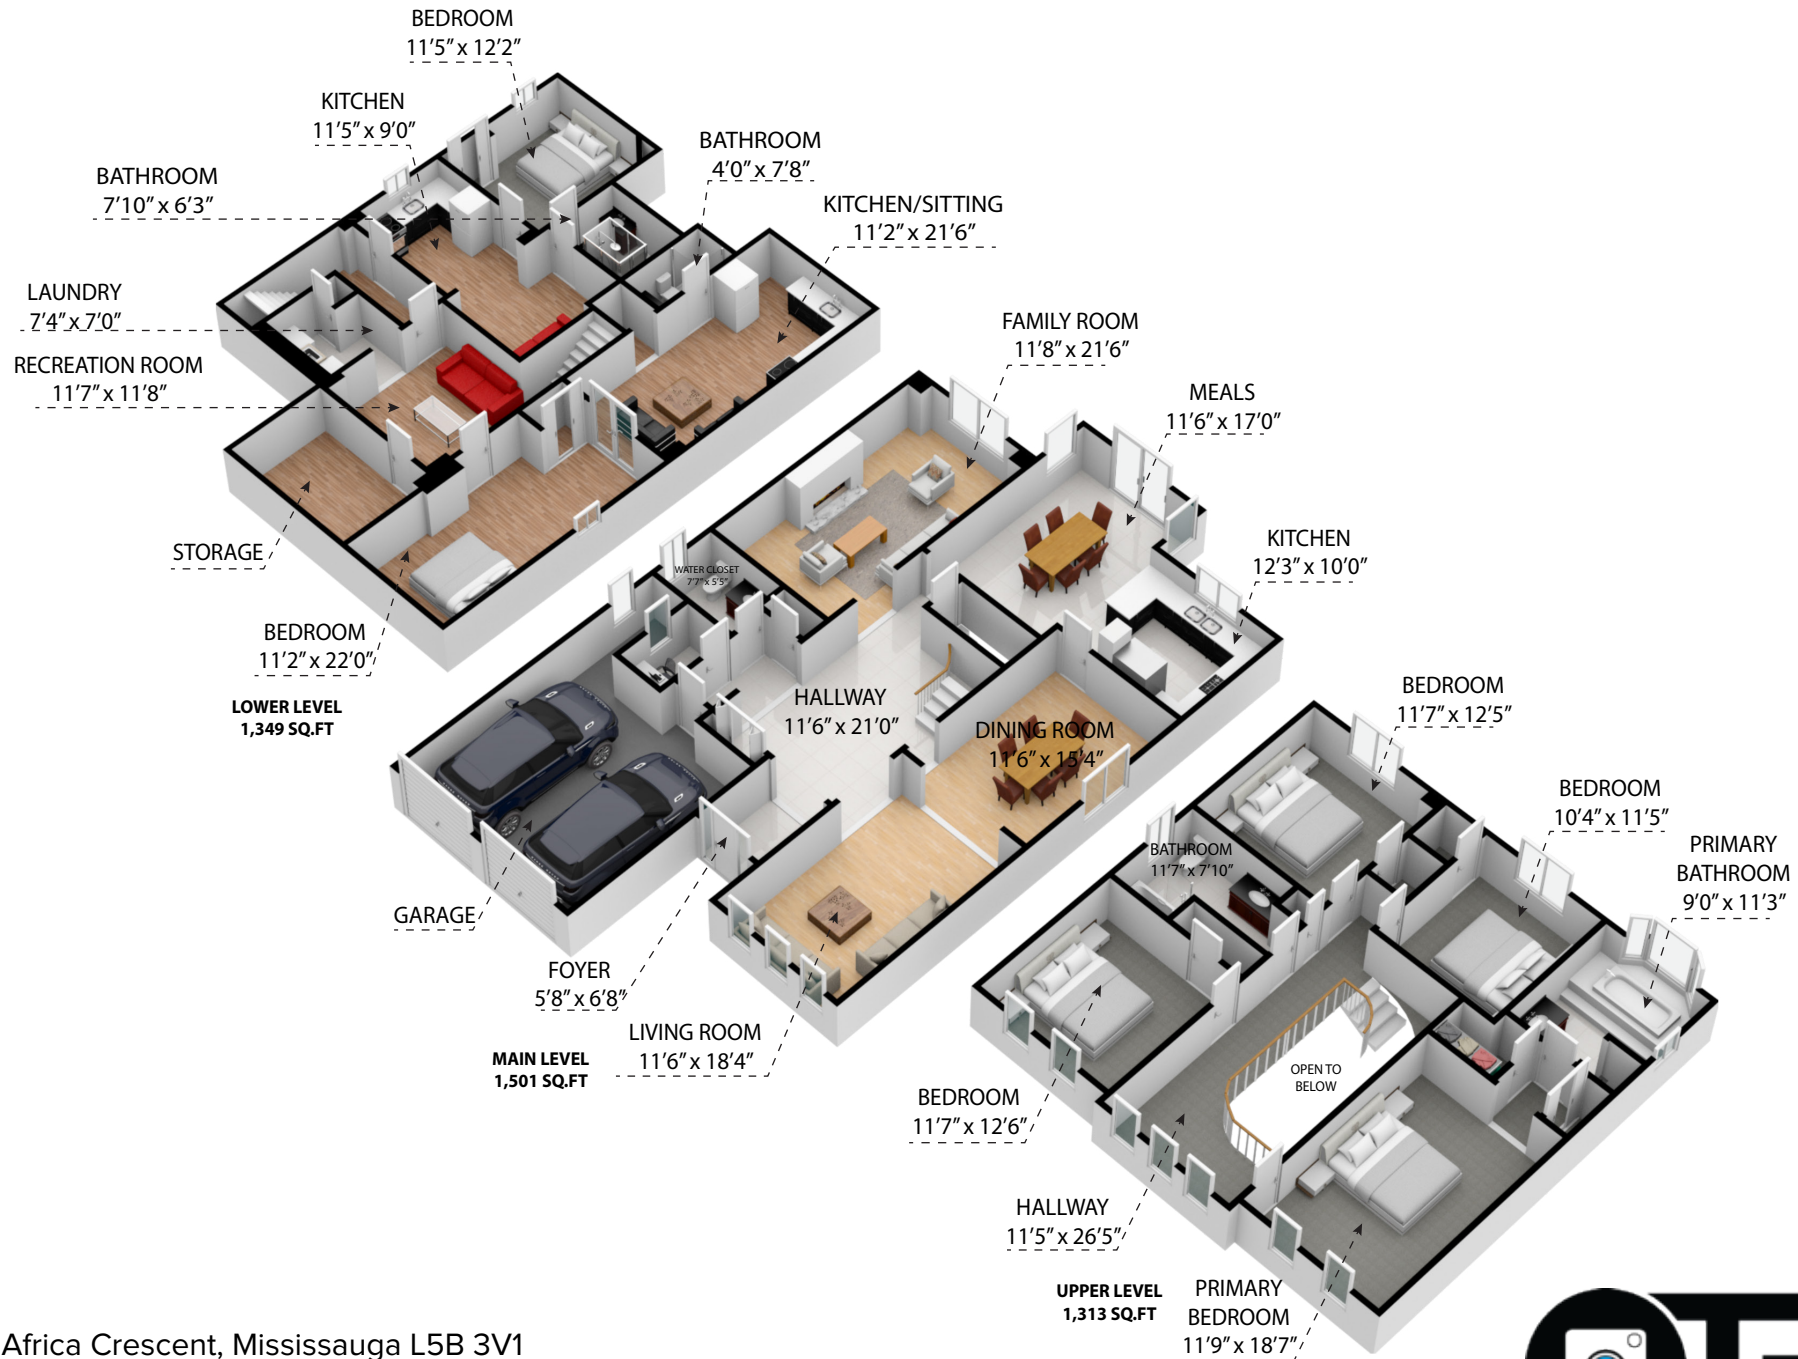 BEDROOM
11'5" x 12'2"
KITCHEN
11'5" x 9'0"
BATHROOM
4'0" x 7'8"
BATHROOM
7'10" x 6'3"
KITCHEN/SITTING
11'2" x 21'6"
LAUNDRY
7'4" x 7'0"
RECREATION ROOM
11'7" x 11'8"
STORAGE
BEDROOM
11'2" x 22'0"
LOWER LEVEL
1,349 SQ.FT
FAMILY ROOM
11'8" x 21'6"
MEALS
11'6" x 17'0"
KITCHEN
12'3" x 10'0"
WATER CLOSET
7'7" x 5'5"
HALLWAY
11'6" x 21'0"
DINING ROOM
11'6" x 15'4"
GARAGE
FOYER
5'8" x 6'8"
LIVING ROOM
11'6" x 18'4"
MAIN LEVEL
1,501 SQ.FT
BEDROOM
11'7" x 12'5"
BEDROOM
10'4" x 11'5"
PRIMARY
BATHROOM
9'0" x 11'3"
BATHROOM
11'7" x 7'10"
OPEN TO
BELOW
BEDROOM
11'7" x 12'6"
HALLWAY
11'5" x 26'5"
UPPER LEVEL
1,313 SQ.FT
PRIMARY
BEDROOM
11'9" x 18'7"
Africa Crescent, Mississauga L5B 3V1